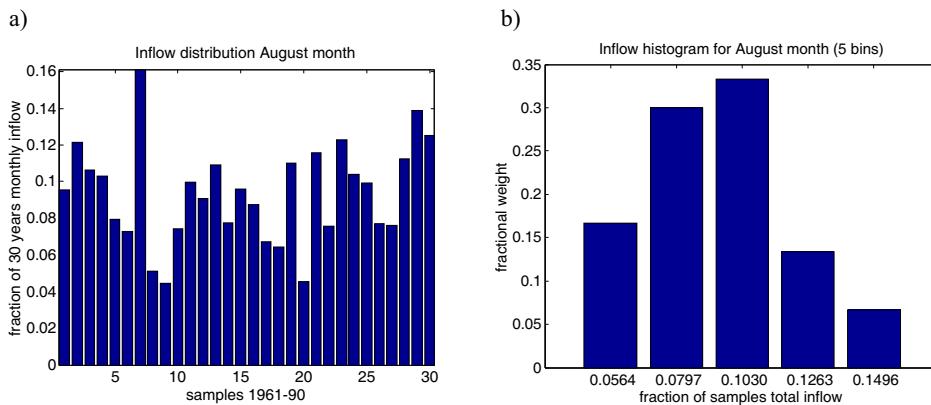 a)
Inflow distribution August month
0.16
0.14
0.12
0.1
0.08
0.06
0.04
0.02
0
fraction of 30 years monthly inflow
5 10 15 20 25 30
samples 1961-90
b)
Inflow histogram for August month (5 bins)
0.35
0.3
0.25
0.2
0.15
0.1
0.05
0
fractional weight
0.0564 0.0797 0.1030 0.1263 0.1496
fraction of samples total inflow